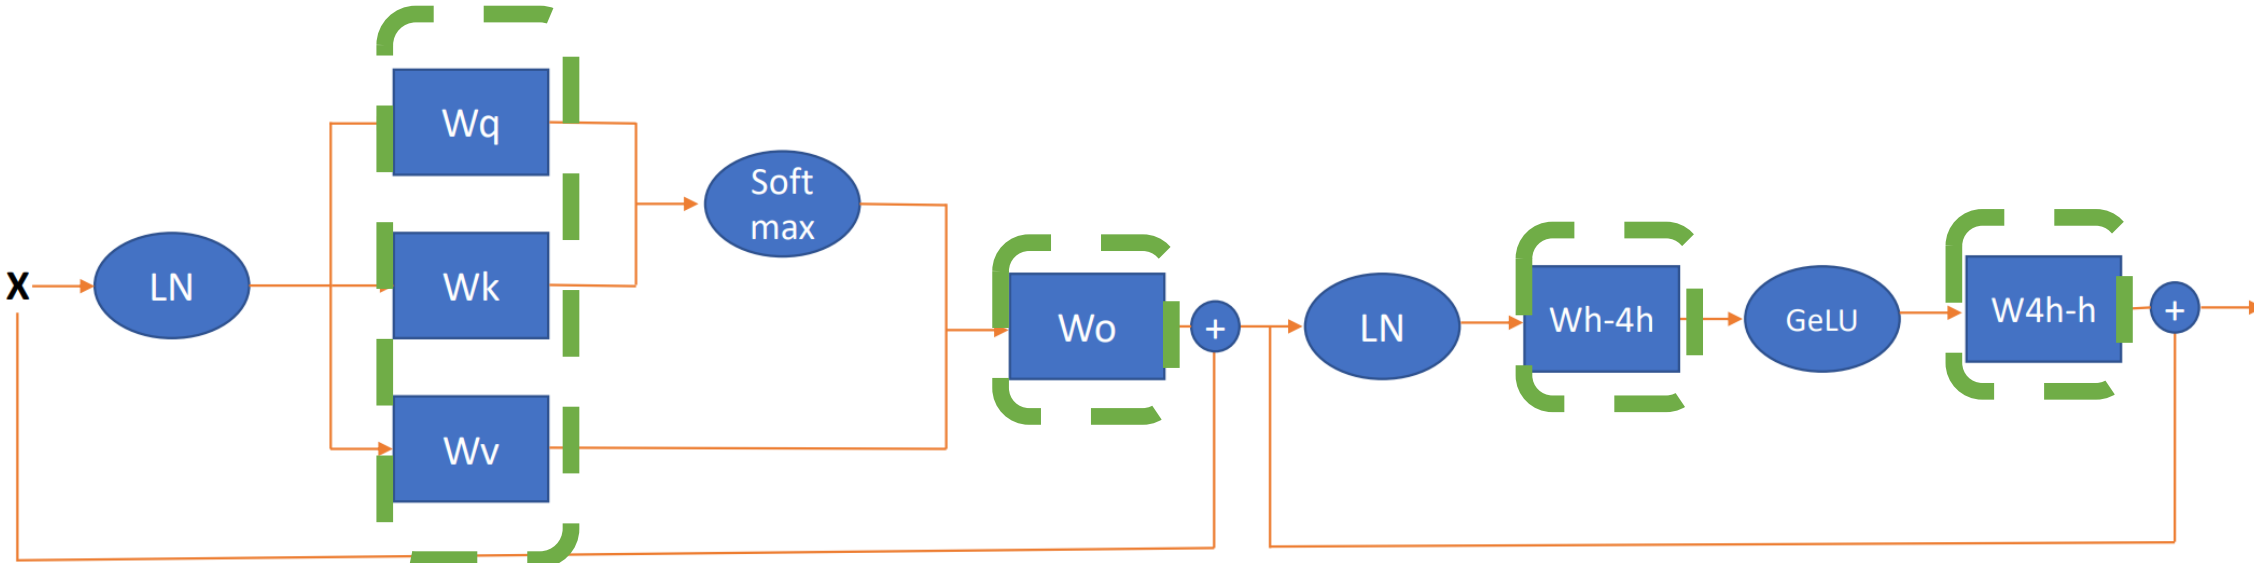 X
LN
Wq
Wk
Wv
Soft
max
Wo
+
LN
Wh-4h
GeLU
W4h-h
+